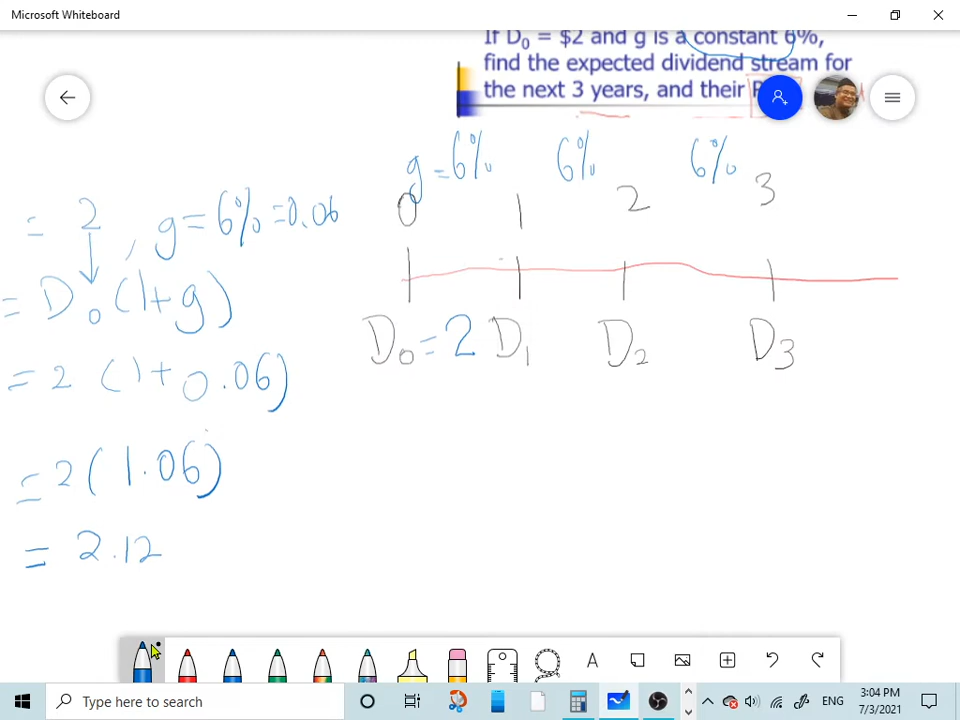 Microsoft Whiteboard
If D0 = $2 and g is a constant 6%,
find the expected dividend stream for
the next 3 years, and their
g = 6% 6% 6%
0 1 2 3
D0 = 2 D1 D2 D3
= 2 , g = 6% = 0.06
= D0 (1+g)
= 2 (1+0.06)
= 2 (1.06)
= 2.12
A
Type here to search
ENG
3:04 PM
7/3/2021